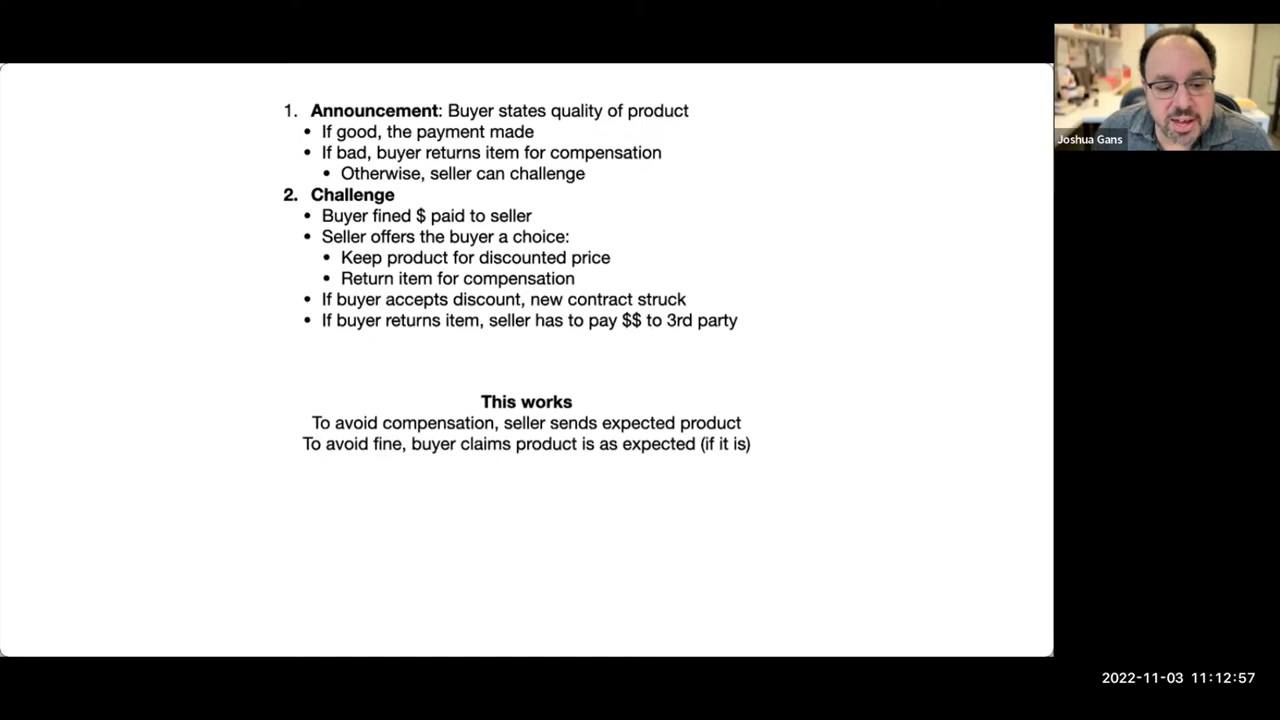 1. Announcement: Buyer states quality of product
• If good, the payment made
• If bad, buyer returns item for compensation
• Otherwise, seller can challenge
2. Challenge
• Buyer fined $ paid to seller
• Seller offers the buyer a choice:
• Keep product for discounted price
• Return item for compensation
• If buyer accepts discount, new contract struck
• If buyer returns item, seller has to pay $$ to 3rd party
This works
To avoid compensation, seller sends expected product
To avoid fine, buyer claims product is as expected (if it is)
Joshua Gans
2022-11-03 11:12:57